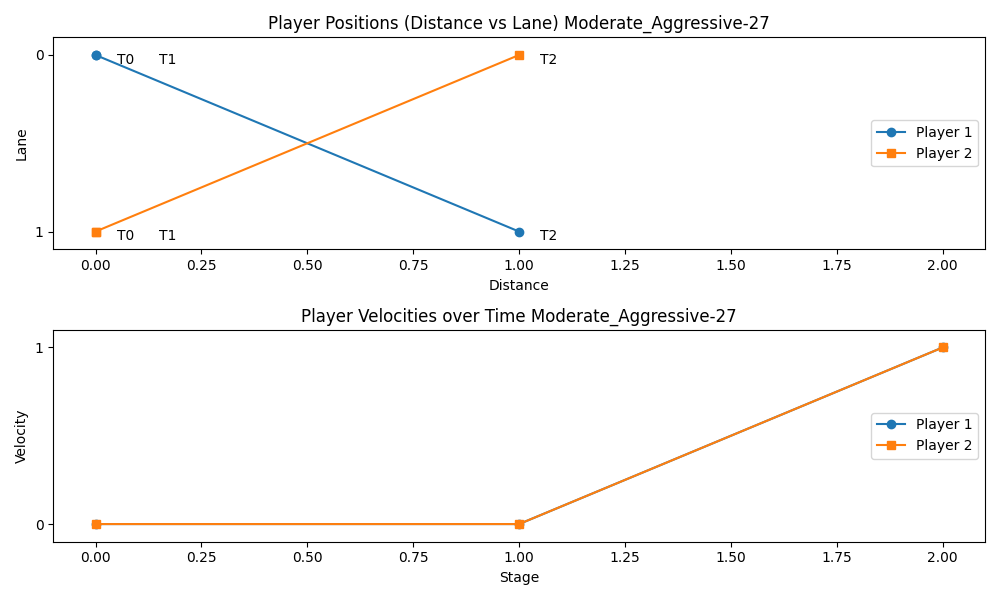 Player Positions (Distance vs Lane) Moderate_Aggressive-27
Lane
0
1
T0 T1 T2
T0 T1 T2
Player 1
Player 2
0.00 0.25 0.50 0.75 1.00 1.25 1.50 1.75 2.00
Distance
Player Velocities over Time Moderate_Aggressive-27
Velocity
1
0
Player 1
Player 2
0.00 0.25 0.50 0.75 1.00 1.25 1.50 1.75 2.00
Stage